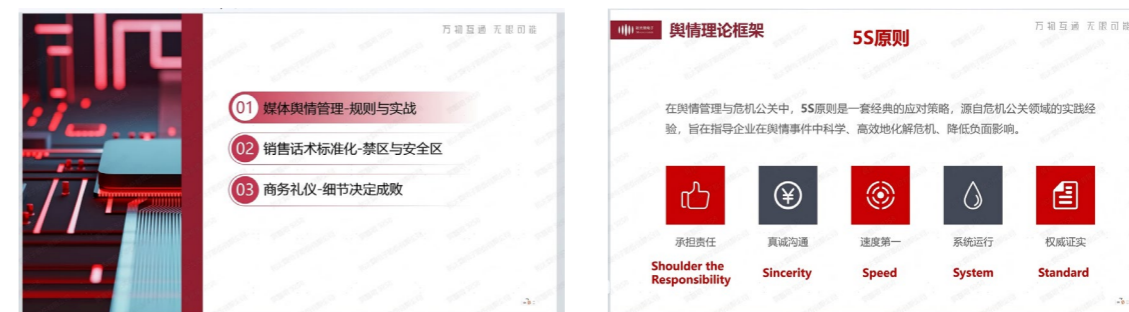 万物互通 无限可能
01 媒体舆情管理-规则与实战
02 销售话术标准化-禁区与安全区
03 商务礼仪-细节决定成败
舆情理论框架
5S原则
万物互通 无限可能
在舆情管理与危机公关中，5S原则是一套经典的应对策略，源自危机公关领域的实践经
验，旨在指导企业在舆情事件中科学、高效地化解危机、降低负面影响。
承担责任
真诚沟通
速度第一
系统运行
权威证实
Shoulder the
Responsibility
Sincerity
Speed
System
Standard